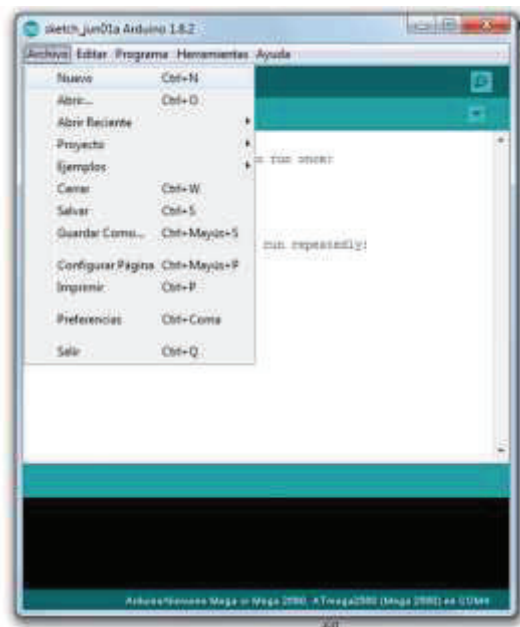 sketch_jun01a Arduino 1.8.2
Archivo Editar Programa Herramientas Ayuda
Nuevo Ctrl+N
Abrir... Ctrl+O
Abrir Reciente
Proyecto
Ejemplos
Cerrar Ctrl+W
Salvar Ctrl+S
Guardar Como... Ctrl+Mayús+S
Configurar Página Ctrl+Mayús+P
Imprimir Ctrl+P
Preferencias Ctrl+Coma
Salir Ctrl+Q
run once:
run repeatedly:
Arduino/Genuino Mega or Mega 2560, ATmega2560 (Mega 2560) en